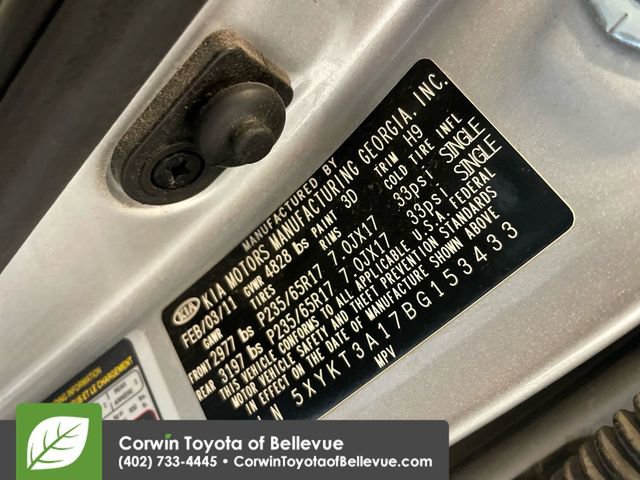 MANUFACTURED BY
KIA KIA MOTORS MANUFACTURING GEORGIA. INC.
FEB/03/11 GVWR 4828 lbs PAINT 3D TRIM H9
GAWR TIRES RIMS COLD TIRE INFL
FRONT 2977 lbs P235/65R17 7.0JX17 33psi SINGLE
REAR 3197 lbs P235/65R17 7.0JX17 33psi SINGLE
THIS VEHICLE CONFORMS TO ALL APPLICABLE U.S.A. FEDERAL
MOTOR VEHICLE SAFETY AND THEFT PREVENTION STANDARDS
IN EFFECT ON THE DATE OF MANUFACTURE SHOWN ABOVE
5XYKT3A17BG153433
MPV
Corwin Toyota of Bellevue
(402) 733-4445 • CorwinToyotaofBellevue.com